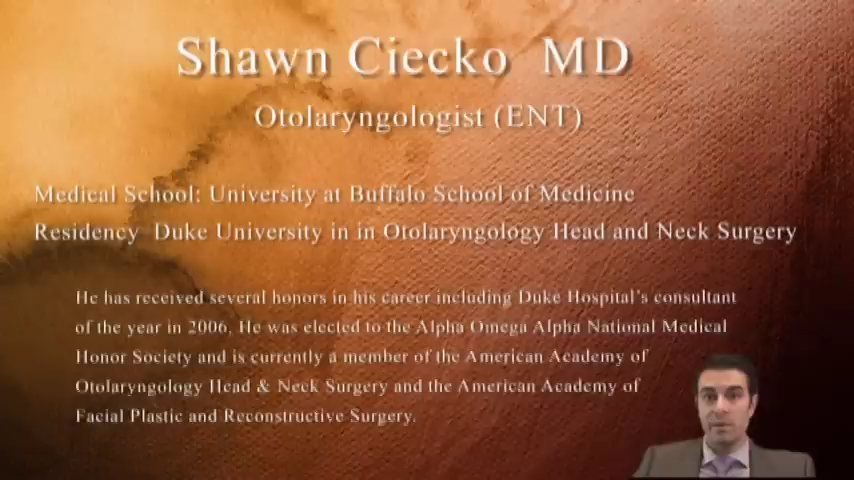 Shawn Ciecko MD
Otolaryngologist (ENT)
Medical School: University at Buffalo School of Medicine
Residency Duke University in in Otolaryngology Head and Neck Surgery
He has received several honors in his career including Duke Hospital's consultant
of the year in 2006. He was elected to the Alpha Omega Alpha National Medical
Honor Society and is currently a member of the American Academy of
Otolaryngology Head & Neck Surgery and the American Academy of
Facial Plastic and Reconstructive Surgery.